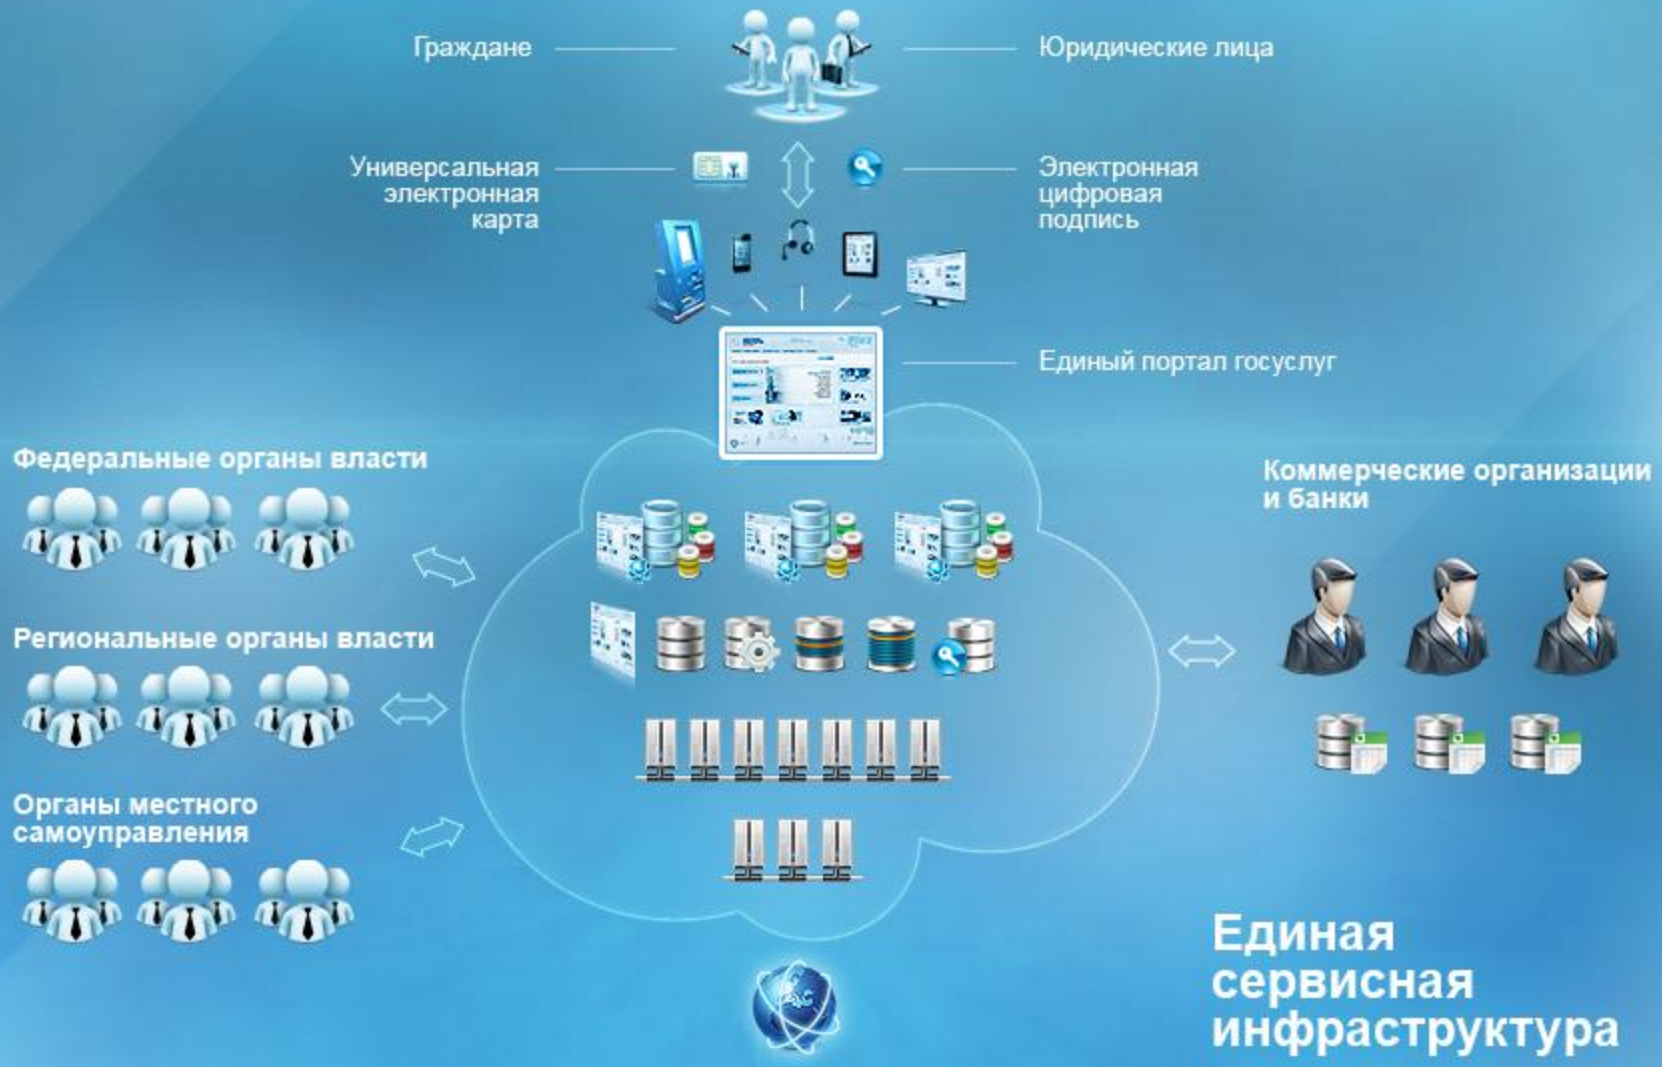 Граждане
Юридические лица
Универсальная
электронная
карта
Электронная
цифровая
подпись
Единый портал госуслуг
Федеральные органы власти
Коммерческие организации
и банки
Региональные органы власти
Органы местного
самоуправления
Единая
сервисная
инфраструктура